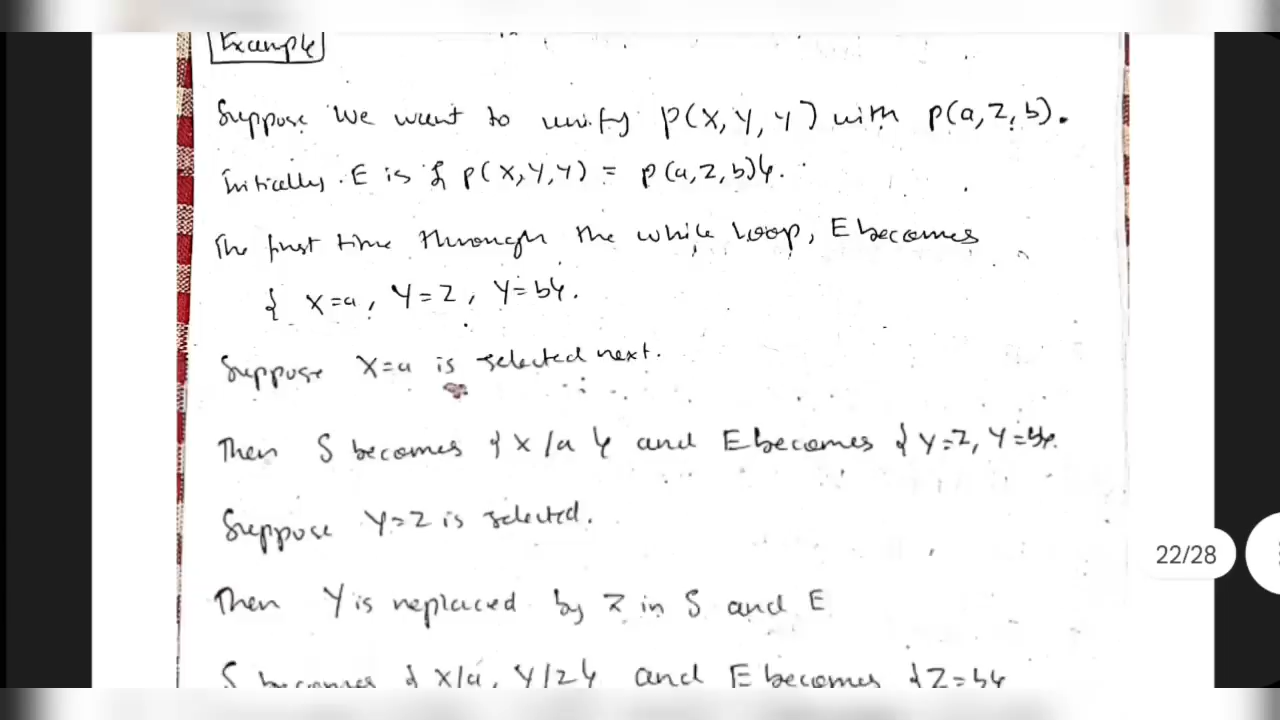 Example
Suppose We want to unify p(X, Y, Y) with p(a, Z, b).
Initially E is { p(X, Y, Y) = p(a, Z, b)}.
The first time through the while loop, E becomes
{ X=a, Y=Z, Y=b}.
Suppose X=a is selected next.
Then S becomes {X/a} and E becomes {Y=Z, Y=b}.
Suppose Y=Z is selected.
Then Y is replaced by Z in S and E
22/28
S becomes {X/a, Y/Z} and E becomes {Z=b}